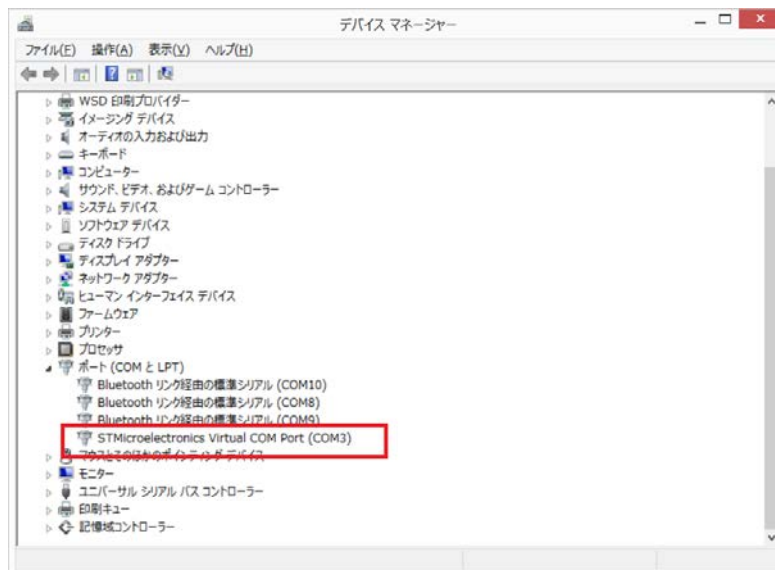 デバイス マネージャー
ファイル(F) 操作(A) 表示(V) ヘルプ(H)
WSD 印刷プロバイダー
イメージング デバイス
オーディオの入力および出力
キーボード
コンピューター
サウンド、ビデオ、およびゲーム コントローラー
システム デバイス
ソフトウェア デバイス
ディスク ドライブ
ディスプレイ アダプター
ネットワーク アダプター
ヒューマン インターフェイス デバイス
ファームウェア
プリンター
プロセッサ
ポート (COM と LPT)
Bluetooth リンク経由の標準シリアル (COM10)
Bluetooth リンク経由の標準シリアル (COM8)
Bluetooth リンク経由の標準シリアル (COM9)
STMicroelectronics Virtual COM Port (COM3)
マウスとそのほかのポインティング デバイス
モニター
ユニバーサル シリアル バス コントローラー
印刷キュー
記憶域コントローラー